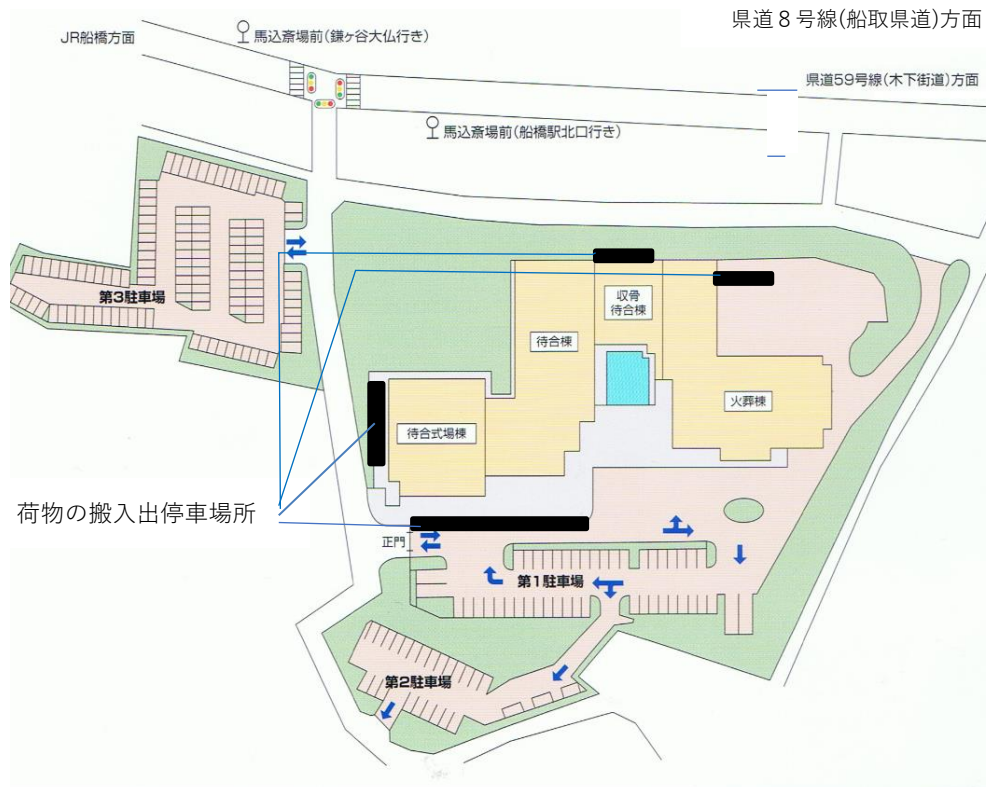 県道８号線(船取県道)方面
JR船橋方面
馬込斎場前(鎌ヶ谷大仏行き)
県道59号線(木下街道)方面
馬込斎場前(船橋駅北口行き)
第3駐車場
収骨
待合棟
待合棟
火葬棟
待合式場棟
荷物の搬入出停車場所
正門
第1駐車場
第2駐車場